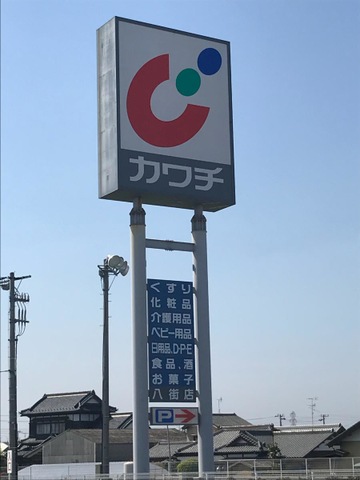 カワチ
くすり
化粧品
介護用品
ベビー用品
日用品、D・P・E
食品、酒
お菓子
八街店
P